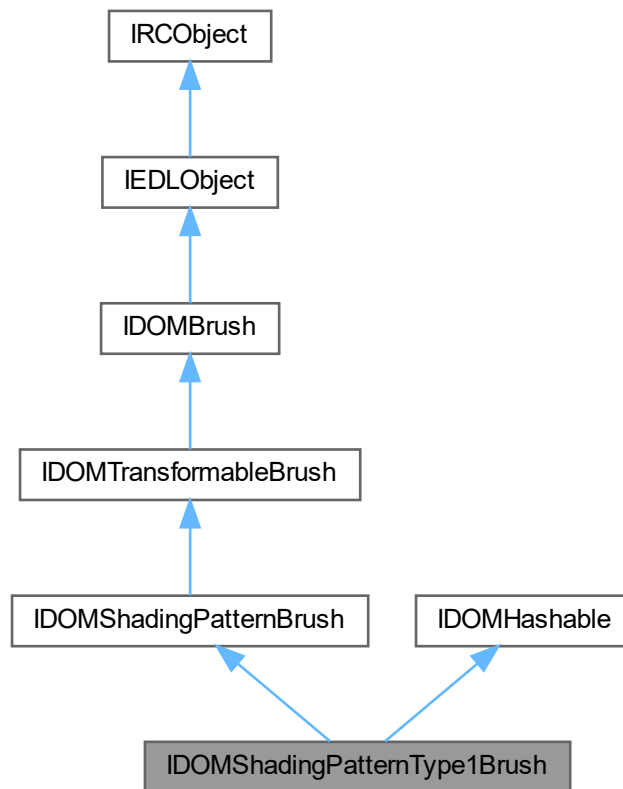 IRCObject
IEDLObject
IDOMBrush
IDOMTransformableBrush
IDOMShadingPatternBrush
IDOMHashable
IDOMShadingPatternType1Brush